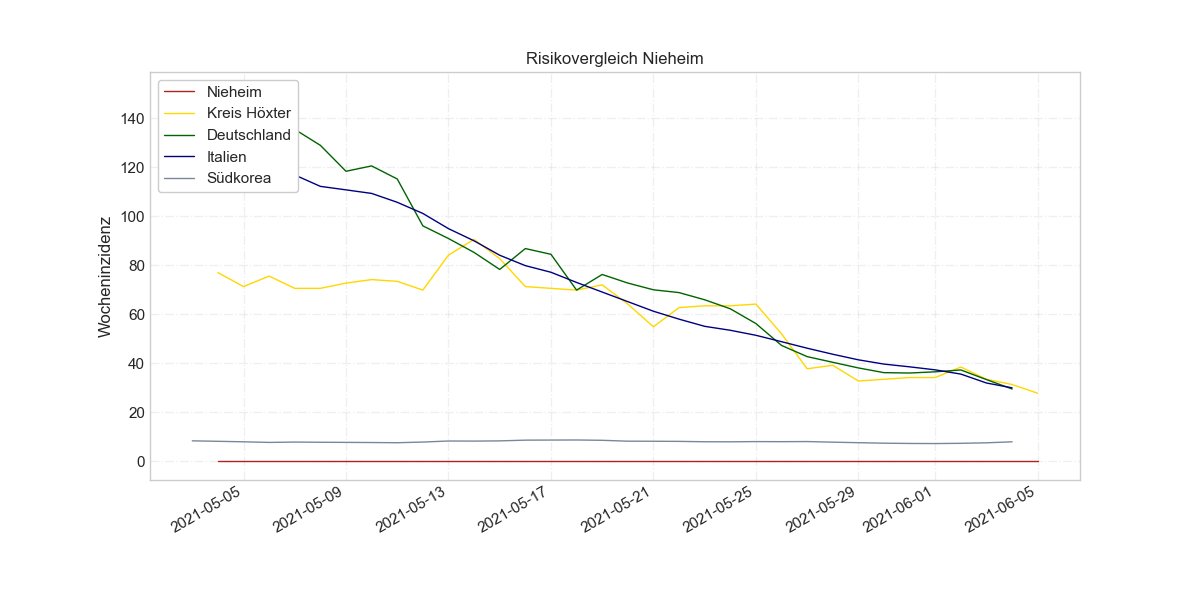 Risikovergleich Nieheim
Nieheim
Kreis Höxter
Deutschland
Italien
Südkorea
Wocheninzidenz
140
120
100
80
60
40
20
0
2021-05-05
2021-05-09
2021-05-13
2021-05-17
2021-05-21
2021-05-25
2021-05-29
2021-06-01
2021-06-05